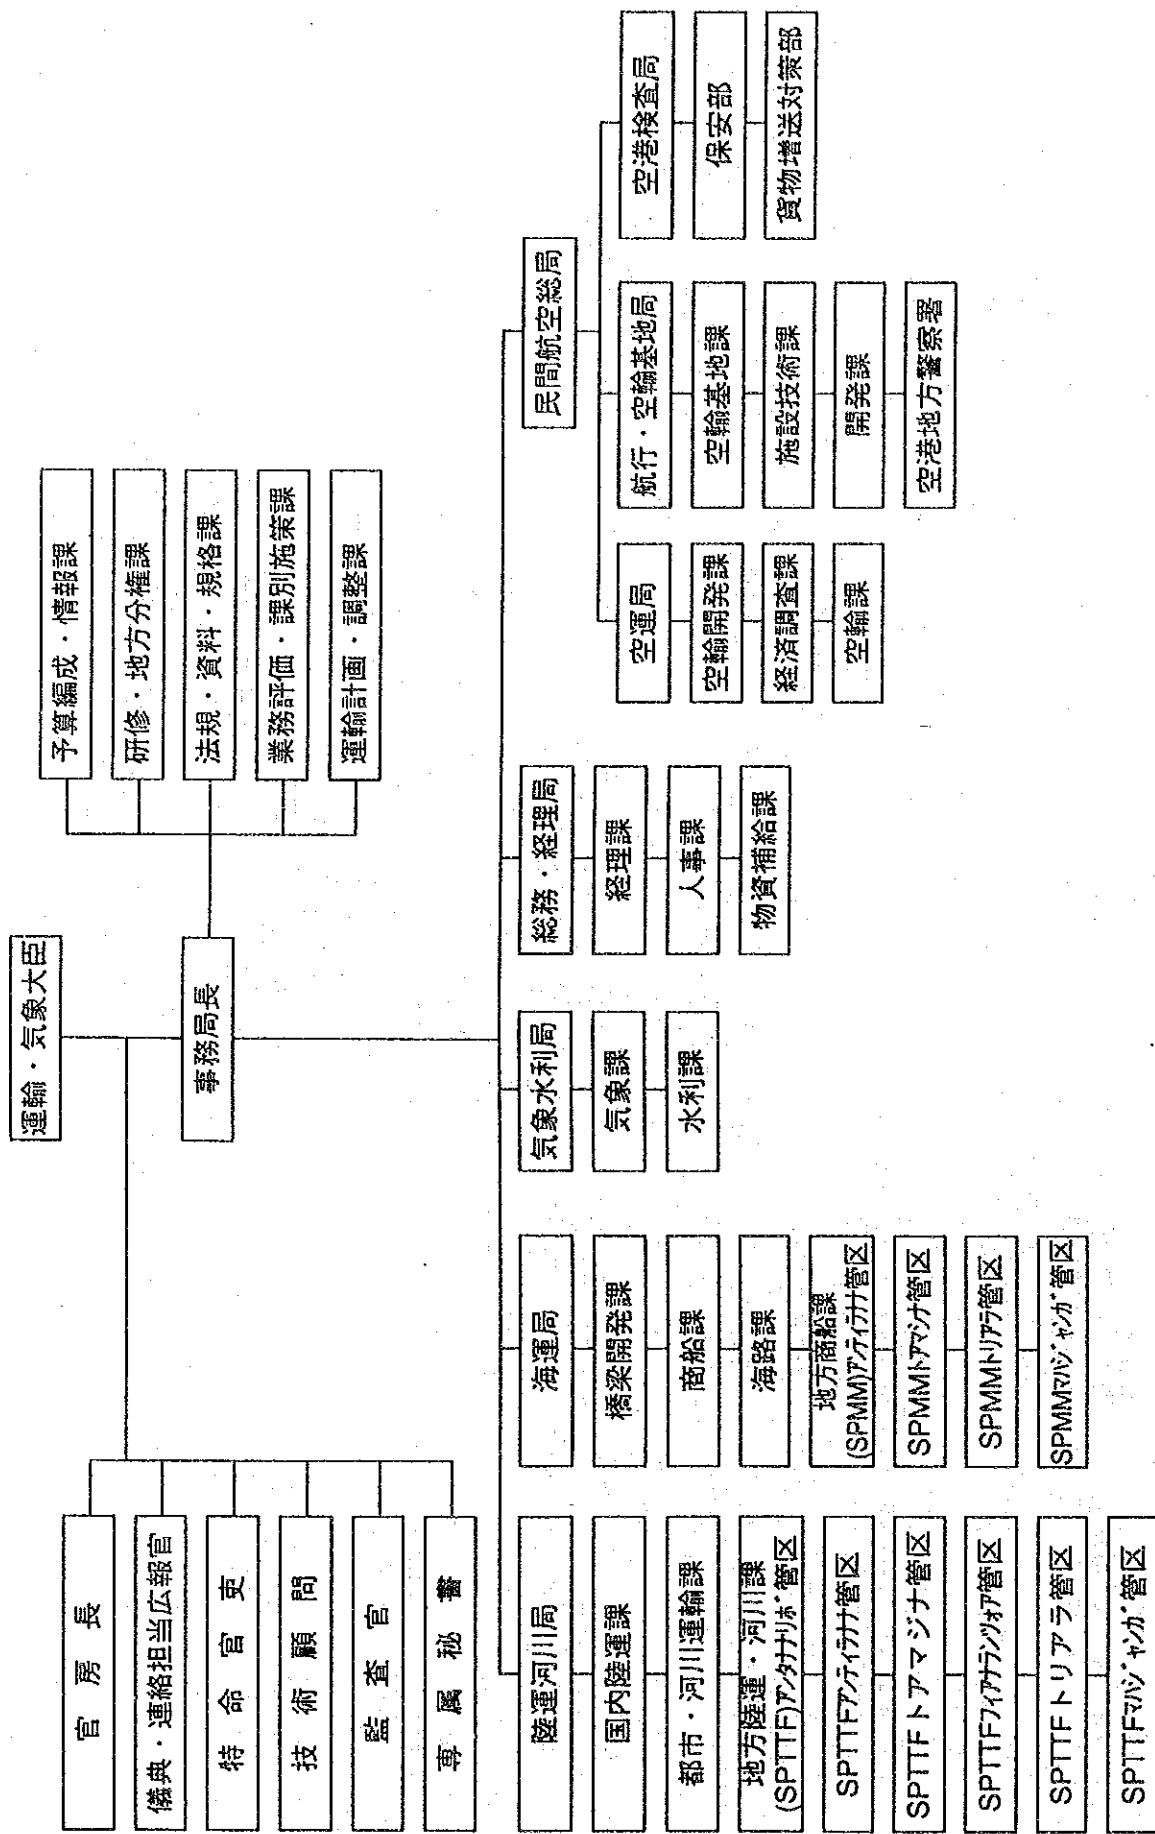 運輸・気象大臣
事務局長
官房長
儀典・連絡担当広報官
特命官吏
技術顧問
監査官
専属秘書
予算編成・情報課
研修・地方分権課
法規・資料・規格課
業務評価・課別施策課
運輸計画・調整課
陸運河川局
国内陸運課
都市・河川運輸課
地方陸運・河川課
(SPTTF)アンタナナリボ管区
SPTTFアンティラナナ管区
SPTTFトアマジナ管区
SPTTFフィアナランツォア管区
SPTTFトリアラ管区
SPTTFマハジャンガ管区
海運局
橋梁開発課
商船課
海路課
地方商船課
(SPMM)アンティラナナ管区
SPMMトアマシナ管区
SPMMトリアラ管区
SPMMマハジャンガ管区
気象水利局
気象課
水利課
総務・経理局
経理課
人事課
物資補給課
民間航空総局
空運局
空輸開発課
経済調査課
空輸課
航行・空輸基地局
空輸基地課
施設技術課
開発課
空港地方警察署
空港検査局
保安部
貨物増送対策部